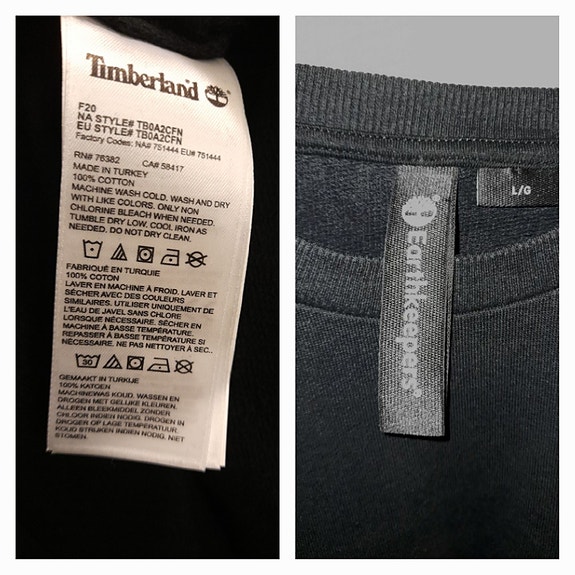 Timberland
F20
NA STYLE# TB0A2CFN
EU STYLE# TB0A2CFN
Factory Codes: NA# 751444 EU# 751444
RN# 76382 CA# 58417
MADE IN TURKEY
100% COTTON
MACHINE WASH COLD. WASH AND DRY
WITH LIKE COLORS. ONLY NON
CHLORINE BLEACH WHEN NEEDED.
TUMBLE DRY LOW. COOL IRON AS
NEEDED. DO NOT DRY CLEAN.
FABRIQUÉ EN TURQUIE
100% COTON
LAVER EN MACHINE À FROID. LAVER ET
SÉCHER AVEC DES COULEURS
SIMILAIRES. UTILISER UNIQUEMENT DE
L'EAU DE JAVEL SANS CHLORE
LORSQUE NÉCESSAIRE. SÉCHER EN
MACHINE À BASSE TEMPÉRATURE.
REPASSER À BASSE TEMPÉRATURE SI
NÉCESSAIRE. NE PAS NETTOYER À SEC..
30
GEMAAKT IN TURKIJE
100% KATOEN
MACHINEWAS KOUD. WASSEN EN
DROGEN MET GELIJKE KLEUREN.
ALLEEN BLEEKMIDDEL ZONDER
CHLOOR INDIEN NODIG. DROGEN IN
DROGER OP LAGE TEMPERATUUR.
KOUD STRIJKEN INDIEN NODIG. NIET
STOMEN.
Earthkeepers®
L/G